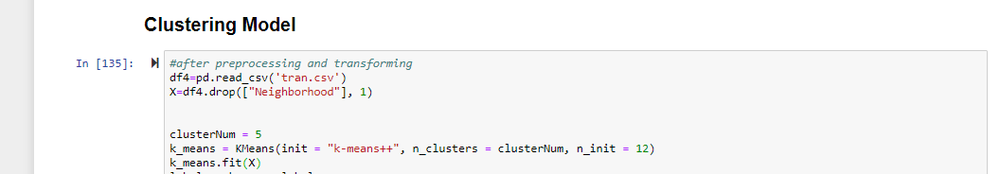 Clustering Model
In [135]:
#after preprocessing and transforming
df4=pd.read_csv('tran.csv')
X=df4.drop(["Neighborhood"], 1)
clusterNum = 5
k_means = KMeans(init = "k-means++", n_clusters = clusterNum, n_init = 12)
k_means.fit(X)